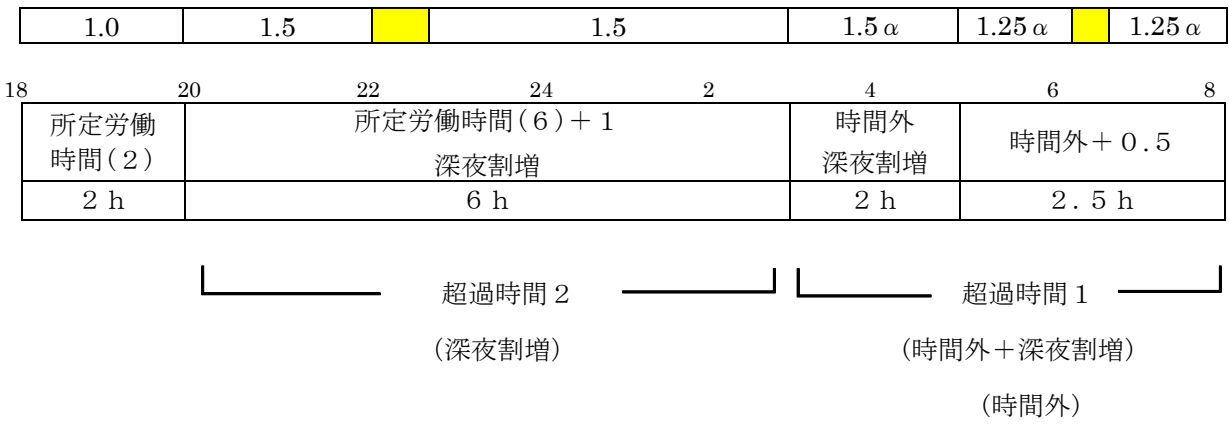 1.0 1.5 1.5 1.5α 1.25α 1.25α
18 20 22 24 2 4 6 8
所定労働
時間(2)
所定労働時間(6)+1
深夜割増
時間外
深夜割増
時間外+0.5
2h 6h 2h 2.5h
超過時間2 超過時間1
(深夜割増) (時間外+深夜割増)
(時間外)